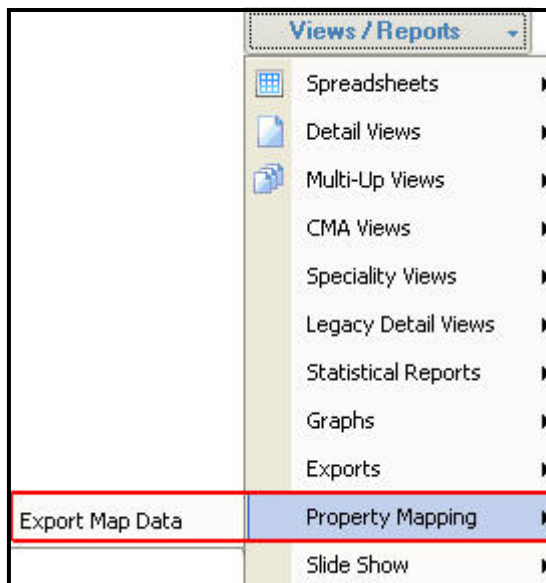 Views / Reports
Spreadsheets
Detail Views
Multi-Up Views
CMA Views
Speciality Views
Legacy Detail Views
Statistical Reports
Graphs
Exports
Export Map Data
Property Mapping
Slide Show